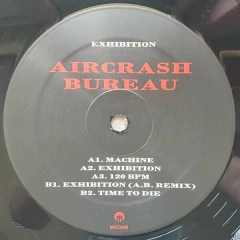 EXHIBITION
AIRCRASH
BUREAU
A1. MACHINE
A2. EXHIBITION
A3. 120 BPM
B1. EXHIBITION (A.B. REMIX)
B2. TIME TO DIE